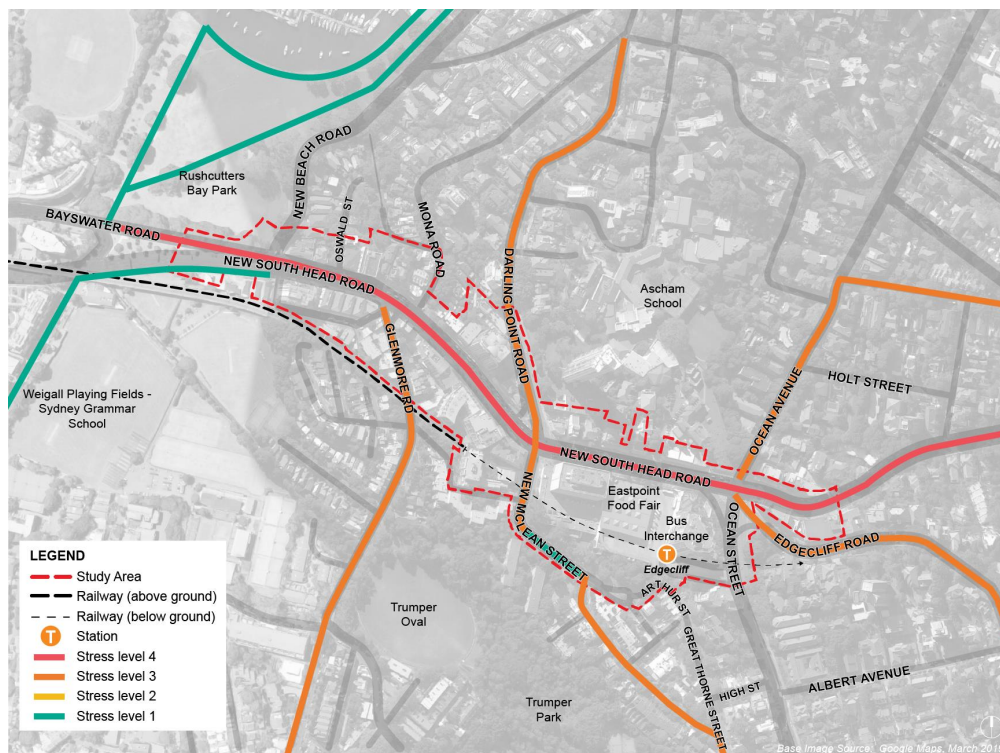 Rushcutters
Bay Park
NEW BEACH ROAD
OSWALD ST
MONA ROAD
BAYSWATER ROAD
NEW SOUTH HEAD ROAD
DARLING POINT ROAD
Ascham
School
GLENMORE RD
HOLT STREET
OCEAN AVENUE
Weigall Playing Fields -
Sydney Grammar
School
NEW SOUTH HEAD ROAD
NEW MCLEAN STREET
Eastpoint
Food Fair
Bus
Interchange
T
Edgecliff
OCEAN STREET
EDGECLIFF ROAD
ARTHUR ST
GREAT THORNE STREET
HIGH ST
ALBERT AVENUE
Trumper
Oval
Trumper
Park
LEGEND
Study Area
Railway (above ground)
Railway (below ground)
T Station
Stress level 4
Stress level 3
Stress level 2
Stress level 1
Base Image Source: Google Maps, March 201